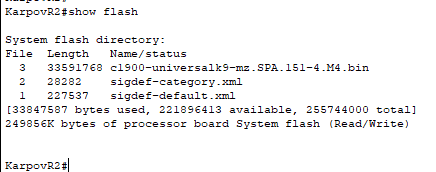 KarpovR2#show flash
System flash directory:
File  Length   Name/status
  3   33591768 c1900-universalk9-mz.SPA.151-4.M4.bin
  2   28282    sigdef-category.xml
  1   227537   sigdef-default.xml
[33847587 bytes used, 221896413 available, 255744000 total]
249856K bytes of processor board System flash (Read/Write)
KarpovR2#